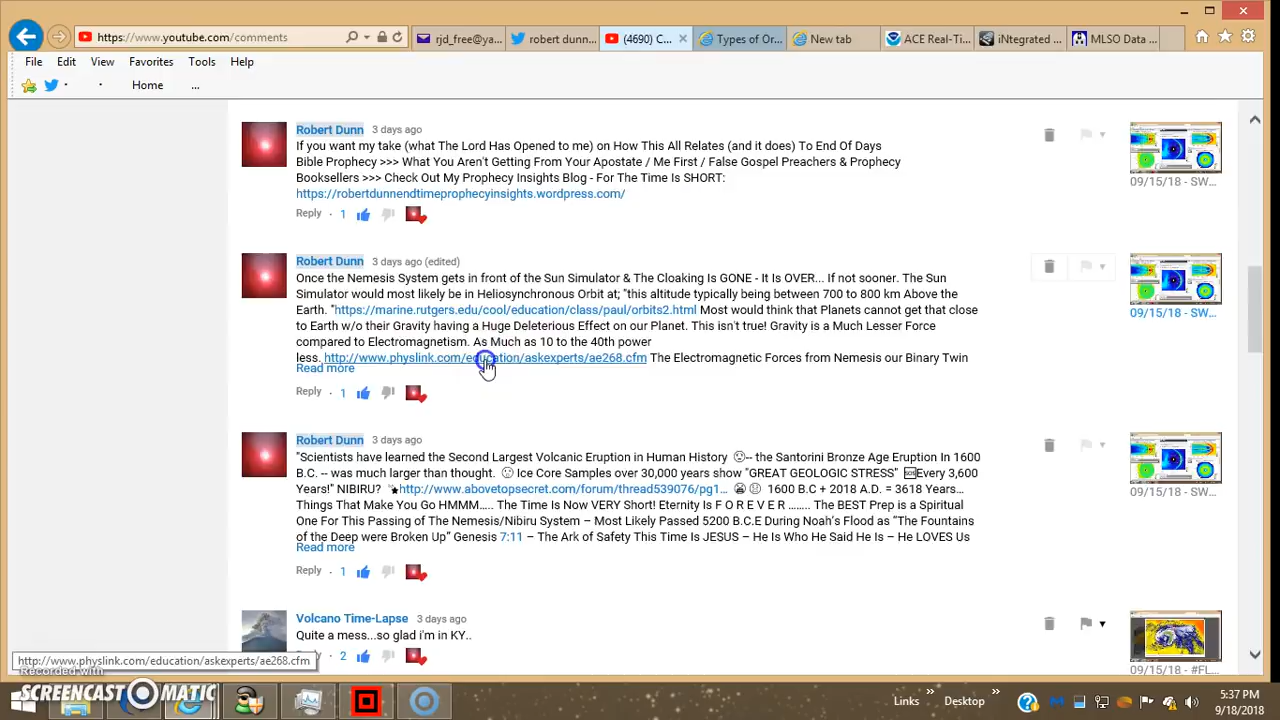 https://www.youtube.com/comments
rjd_free@ya...
robert dunn...
(4690) C...
Types of Or...
New tab
ACE Real-Ti...
iNtegrated ...
MLSO Data ...
File Edit View Favorites Tools Help
Home ...
Robert Dunn 3 days ago
If you want my take (what The Lord Has Opened to me) on How This All Relates (and it does) To End Of Days
Bible Prophecy >>> What You Aren't Getting From Your Apostate / Me First / False Gospel Preachers & Prophecy
Booksellers >>> Check Out My Prophecy Insights Blog - For The Time Is SHORT:
https://robertdunnendtimeprophecyinsights.wordpress.com/
Reply · 1
09/15/18 - SW...
Robert Dunn 3 days ago (edited)
Once the Nemesis System gets in front of the Sun Simulator & The Cloaking Is GONE - It Is OVER... If not sooner. The Sun
Simulator would most likely be in Heliosynchronous Orbit at; "this altitude typically being between 700 to 800 km Above the
Earth. "https://marine.rutgers.edu/cool/education/class/paul/orbits2.html Most would think that Planets cannot get that close
to Earth w/o their Gravity having a Huge Deleterious Effect on our Planet. This isn't true! Gravity is a Much Lesser Force
compared to Electromagnetism. As Much as 10 to the 40th power
less. http://www.physlink.com/education/askexperts/ae268.cfm The Electromagnetic Forces from Nemesis our Binary Twin
Read more
Reply · 1
09/15/18 - SW...
Robert Dunn 3 days ago
"Scientists have learned the Second Largest Volcanic Eruption in Human History -- the Santorini Bronze Age Eruption In 1600
B.C. -- was much larger than thought. Ice Core Samples over 30,000 years show "GREAT GEOLOGIC STRESS" Every 3,600
Years!" NIBIRU? http://www.abovetopsecret.com/forum/thread539076/pg1... 1600 B.C + 2018 A.D. = 3618 Years...
Things That Make You Go HMMM..... The Time is Now VERY Short! Eternity Is F O R E V E R ........ The BEST Prep is a Spiritual
One For This Passing of The Nemesis/Nibiru System – Most Likely Passed 5200 B.C.E During Noah's Flood as "The Fountains
of the Deep were Broken Up" Genesis 7:11 – The Ark of Safety This Time Is JESUS – He Is Who He Said He Is – He LOVES Us
Read more
Reply · 1
09/15/18 - SW...
Volcano Time-Lapse 3 days ago
Quite a mess...so glad i'm in KY..
2
09/15/18 - #FL...
http://www.physlink.com/education/askexperts/ae268.cfm
Recorded with
SCREENCAST-O-MATIC
Links » Desktop »
5:37 PM
9/18/2018